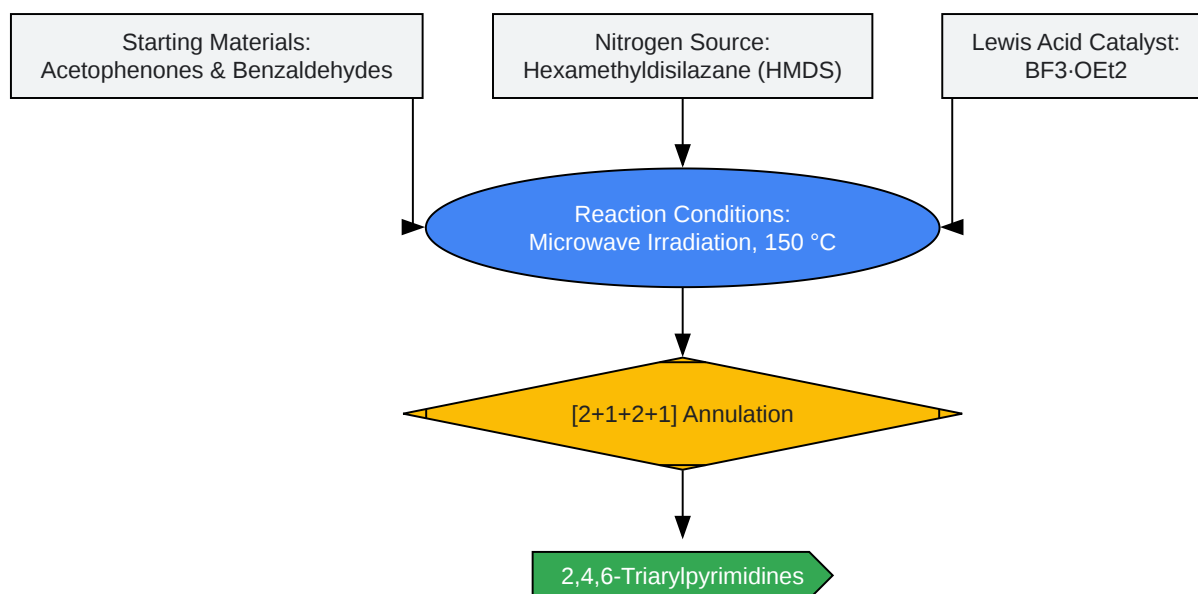 Starting Materials:
Acetophenones & Benzaldehydes
Nitrogen Source:
Hexamethyldisilazane (HMDS)
Lewis Acid Catalyst:
BF3·OEt2
Reaction Conditions:
Microwave Irradiation, 150 °C
[2+1+2+1] Annulation
2,4,6-Triarylpyrimidines